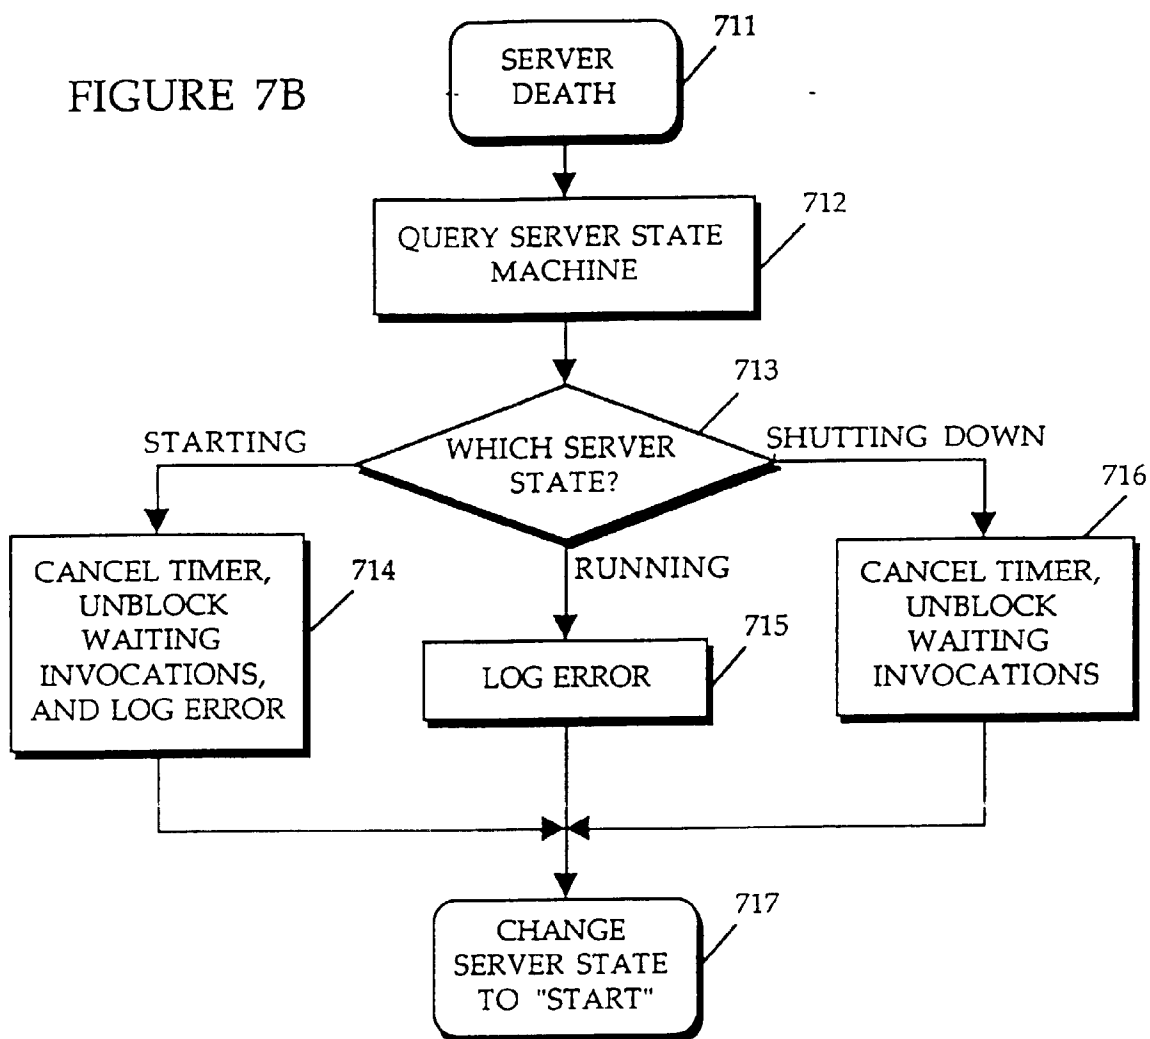 FIGURE 7B
711
SERVER
DEATH
712
QUERY SERVER STATE
MACHINE
713
WHICH SERVER
STATE?
STARTING
SHUTTING DOWN
RUNNING
714
CANCEL TIMER,
UNBLOCK
WAITING
INVOCATIONS,
AND LOG ERROR
715
LOG ERROR
716
CANCEL TIMER,
UNBLOCK
WAITING
INVOCATIONS
717
CHANGE
SERVER STATE
TO "START"